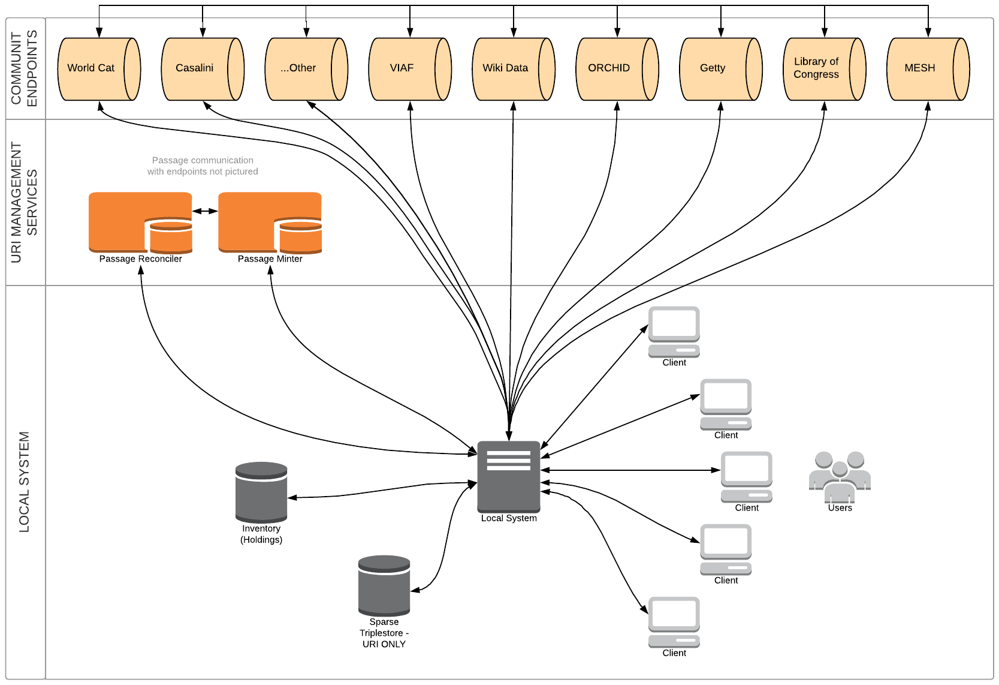 COMMUNIT
ENDPOINTS
World Cat
Casalini
...Other
VIAF
Wiki Data
ORCHID
Getty
Library of
Congress
MESH
URI MANAGEMENT
SERVICES
Passage communication
with endpoints not pictured
Passage Reconciler
Passage Minter
LOCAL SYSTEM
Client
Client
Client
Users
Local System
Inventory
(Holdings)
Client
Sparse
Triplestore -
URI ONLY
Client